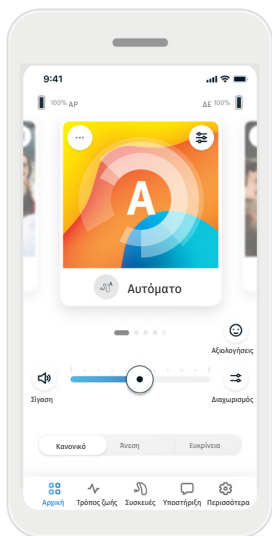 9:41
100% ΑΡ
ΔΕ 100%
A
Αυτόματο
Αξιολογήσεις
Σίγαση
Διαχωρισμός
Κανονικό
Άνεση
Ευκρίνεια
Αρχική
Τρόπος ζωής
Συσκευές
Υποστήριξη
Περισσότερα